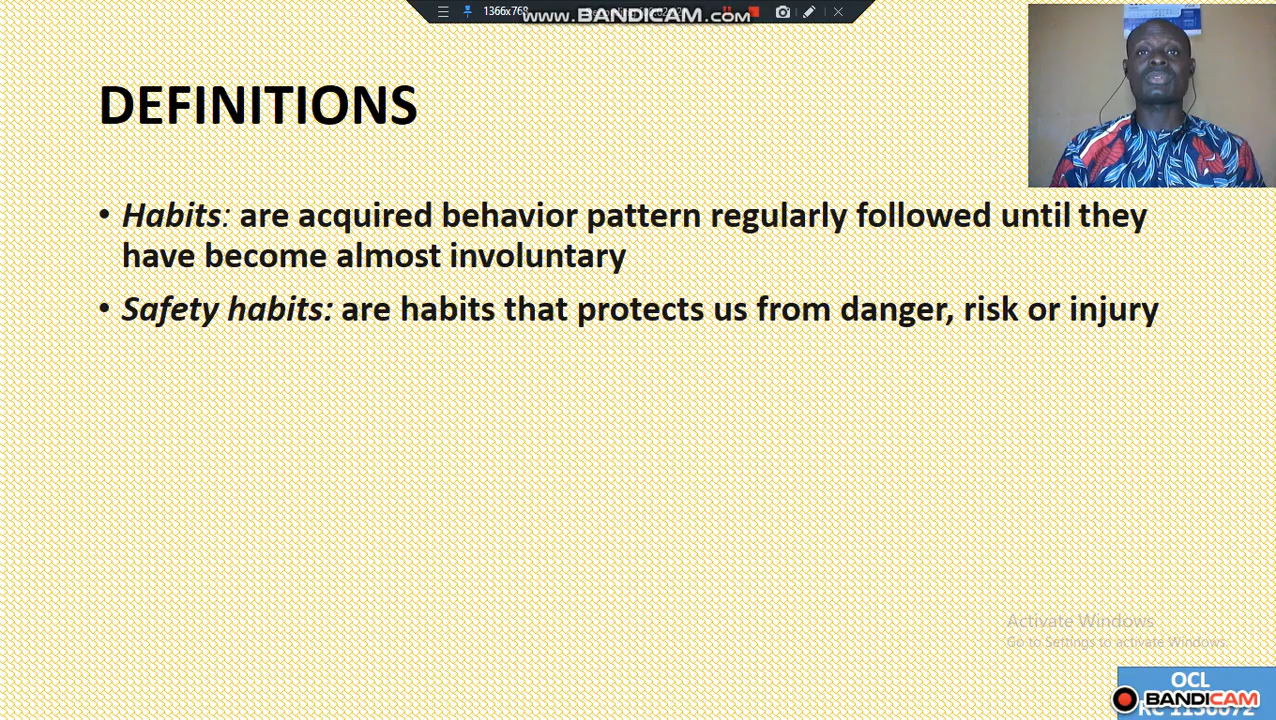 1366x768
www.BANDICAM.com
DEFINITIONS
• Habits: are acquired behavior pattern regularly followed until they
have become almost involuntary
• Safety habits: are habits that protects us from danger, risk or injury
Activate Windows
Go to Settings to activate Windows.
OCL
BANDICAM